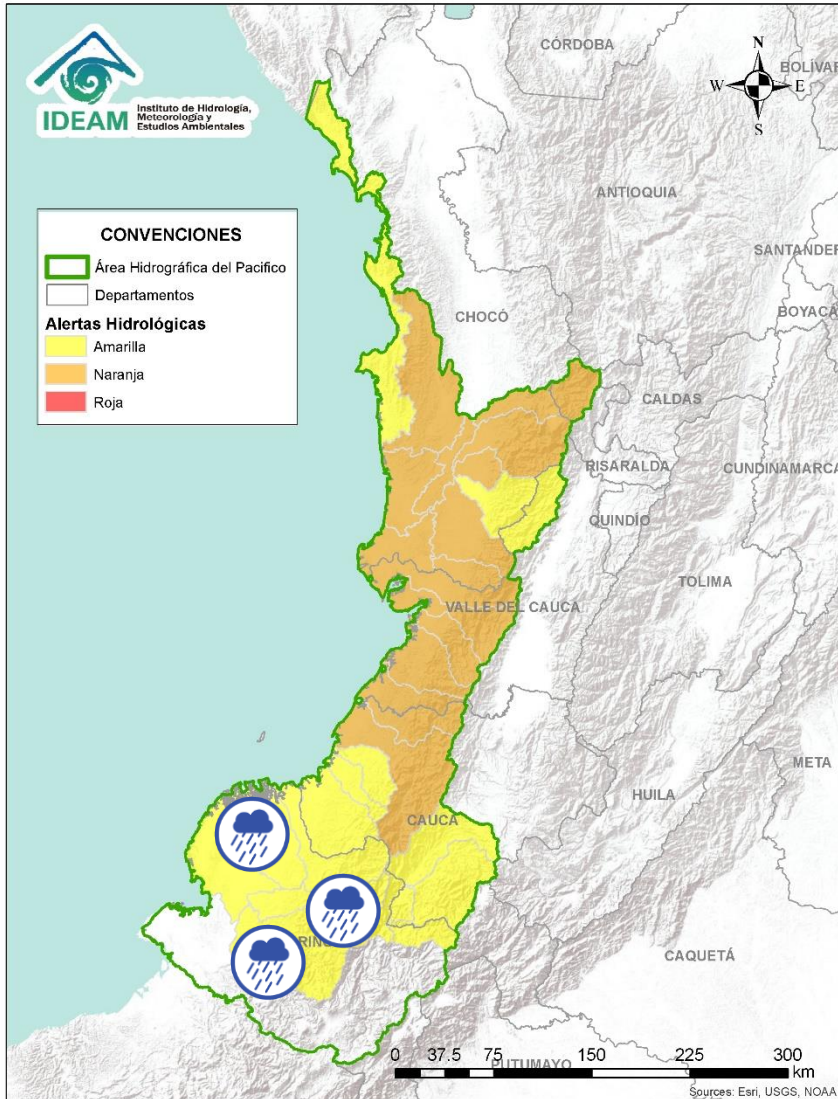 IDEAM
Instituto de Hidrología,
Meteorología y
Estudios Ambientales
N
W
E
S
CÓRDOBA
BOLÍVAR
ANTIOQUIA
SANTANDER
BOYACÁ
CHOCÓ
CALDAS
RISARALDA
CUNDINAMARCA
QUINDÍO
TOLIMA
VALLE DEL CAUCA
META
HUILA
CAUCA
CAQUETÁ
PUTUMAYO
CONVENCIONES
Área Hidrográfica del Pacifico
Departamentos
Alertas Hidrológicas
Amarilla
Naranja
Roja
0 37.5 75 150 225 300
km
Sources: Esri, USGS, NOAA